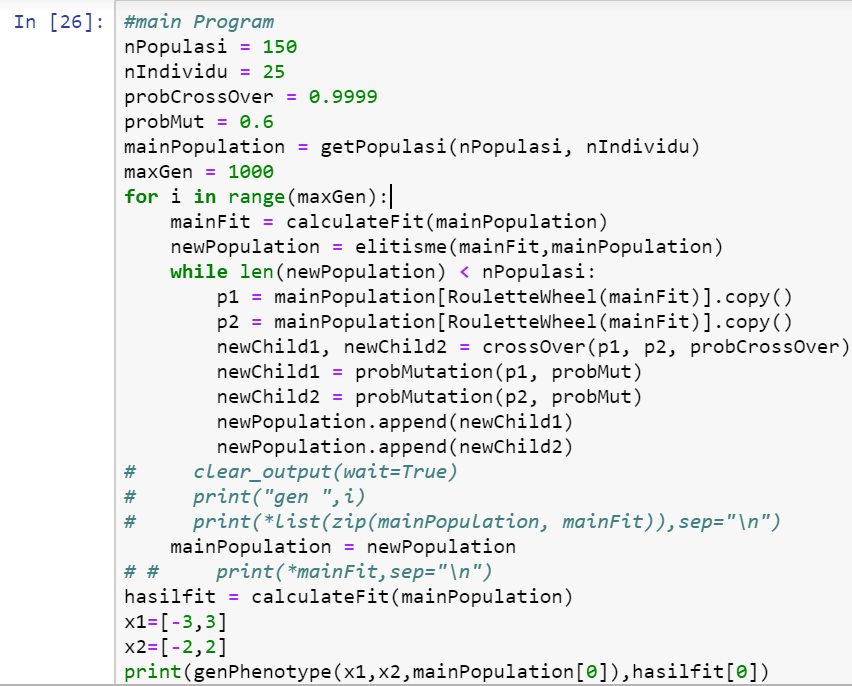 In [26]: #main Program
nPopulasi = 150
nIndividu = 25
probCrossOver = 0.9999
probMut = 0.6
mainPopulation = getPopulasi(nPopulasi, nIndividu)
maxGen = 1000
for i in range(maxGen):
    mainFit = calculateFit(mainPopulation)
    newPopulation = elitisme(mainFit,mainPopulation)
    while len(newPopulation) < nPopulasi:
        p1 = mainPopulation[RouletteWheel(mainFit)].copy()
        p2 = mainPopulation[RouletteWheel(mainFit)].copy()
        newChild1, newChild2 = crossOver(p1, p2, probCrossOver)
        newChild1 = probMutation(p1, probMut)
        newChild2 = probMutation(p2, probMut)
        newPopulation.append(newChild1)
        newPopulation.append(newChild2)
#     clear_output(wait=True)
#     print("gen ",i)
#     print(*list(zip(mainPopulation, mainFit)),sep="\n")
    mainPopulation = newPopulation
# #     print(*mainFit,sep="\n")
hasilfit = calculateFit(mainPopulation)
x1=[-3,3]
x2=[-2,2]
print(genPhenotype(x1,x2,mainPopulation[0]),hasilfit[0])